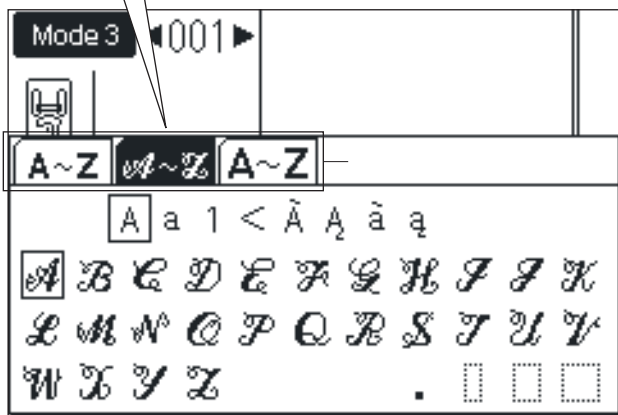 Mode 3 ◀001▶
A~Z A~Z A~Z
A a 1 < Ã Ą ã ą
A B C D E F G H I J K
L M N O P Q R S T U V
W X Y Z .